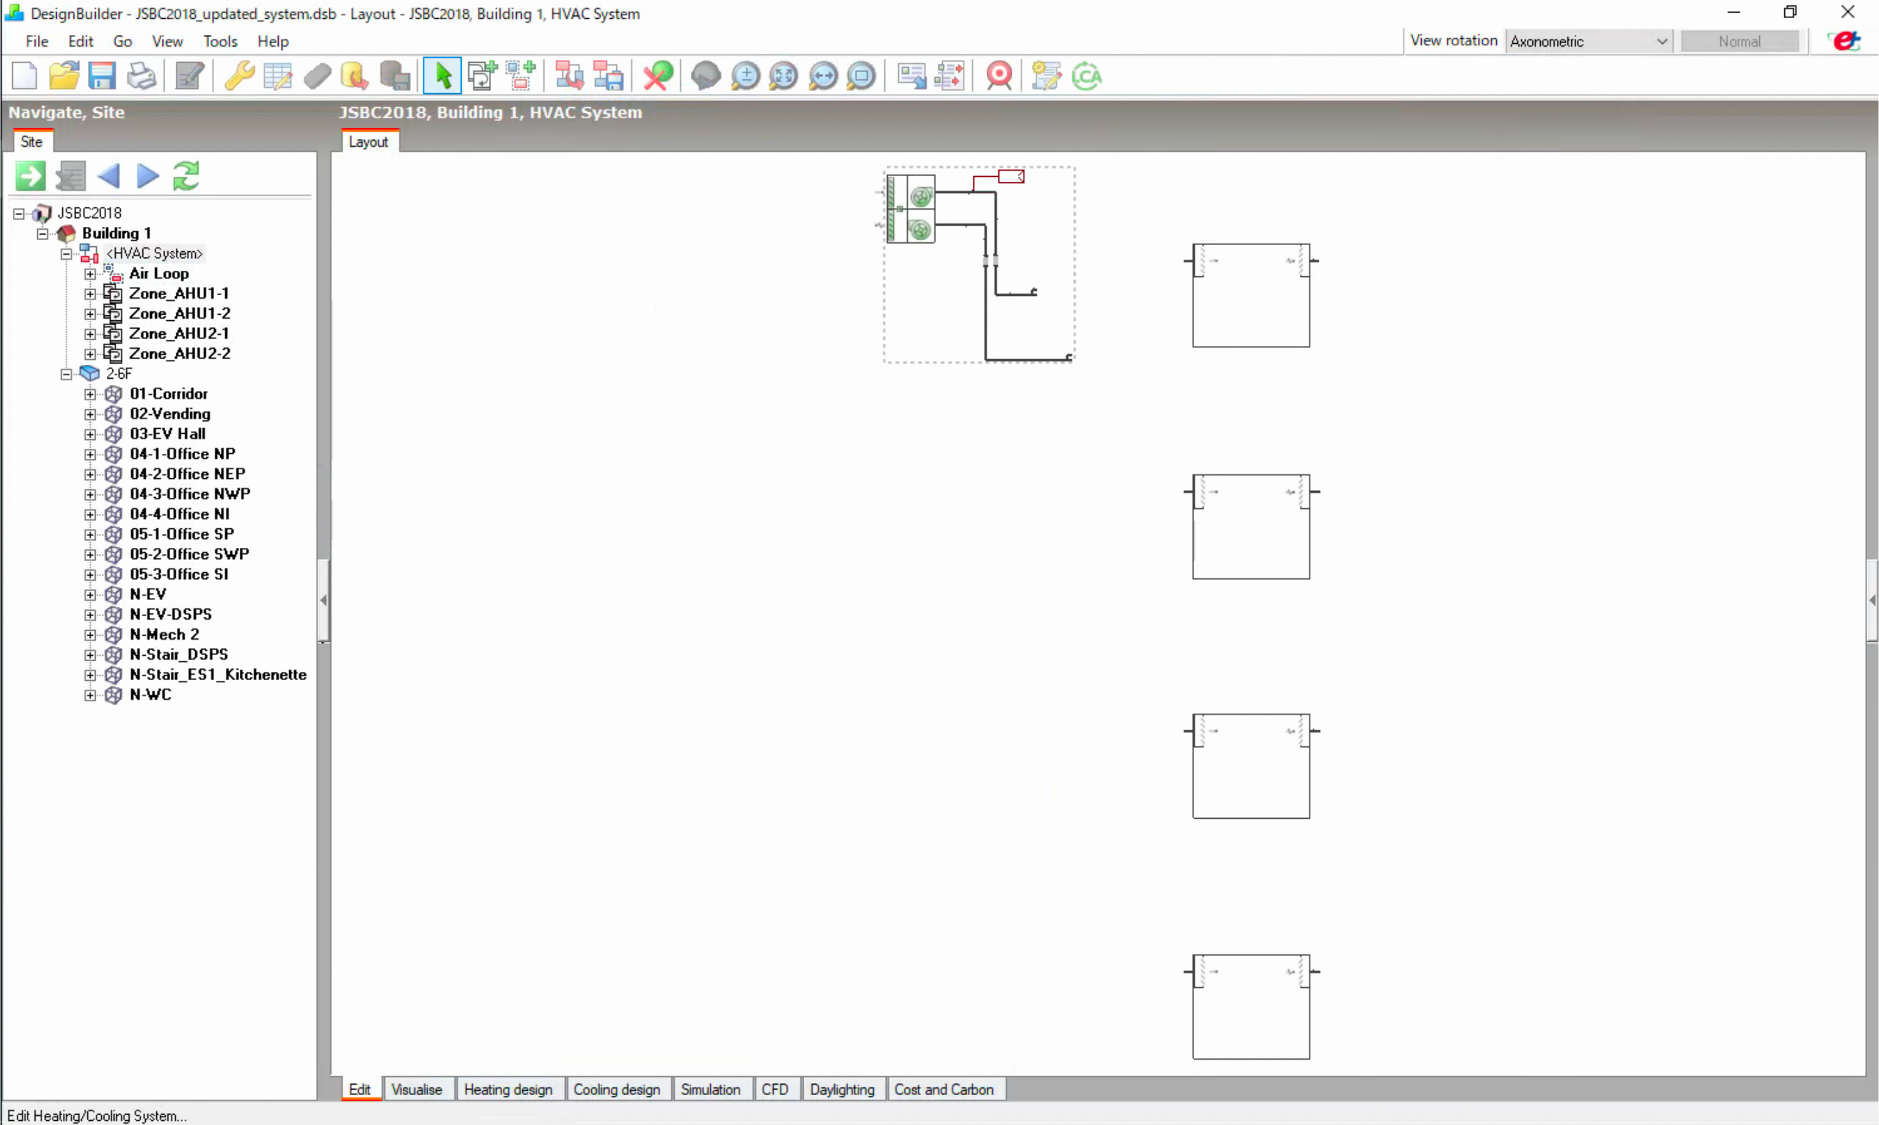 DesignBuilder - JSBC2018_updated_system.dsb - Layout - JSBC2018, Building 1, HVAC System
File Edit Go View Tools Help
View rotation Axonometric Normal
LCA
Navigate, Site
JSBC2018, Building 1, HVAC System
Site
Layout
JSBC2018
Building 1
<HVAC System>
Air Loop
Zone_AHU1-1
Zone_AHU1-2
Zone_AHU2-1
Zone_AHU2-2
2-6F
01-Corridor
02-Vending
03-EV Hall
04-1-Office NP
04-2-Office NEP
04-3-Office NWP
04-4-Office NI
05-1-Office SP
05-2-Office SWP
05-3-Office SI
N-EV
N-EV-DSPS
N-Mech 2
N-Stair_DSPS
N-Stair_ES1_Kitchenette
N-WC
Edit Visualise Heating design Cooling design Simulation CFD Daylighting Cost and Carbon
Edit Heating/Cooling System...